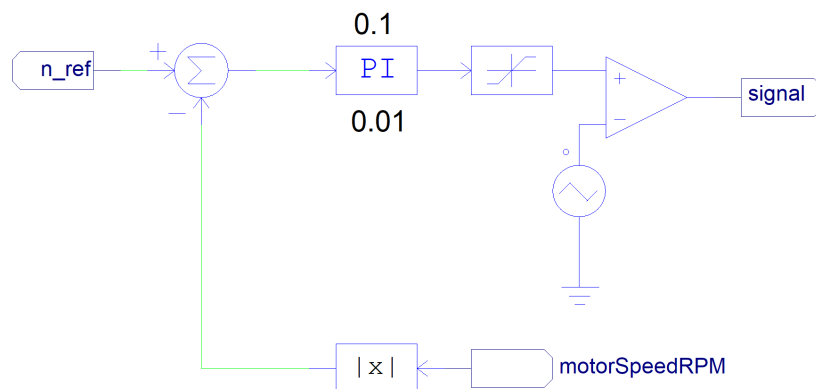 0.1
n_ref
+
Σ
PI
+
signal
−
−
0.01
|x|
motorSpeedRPM